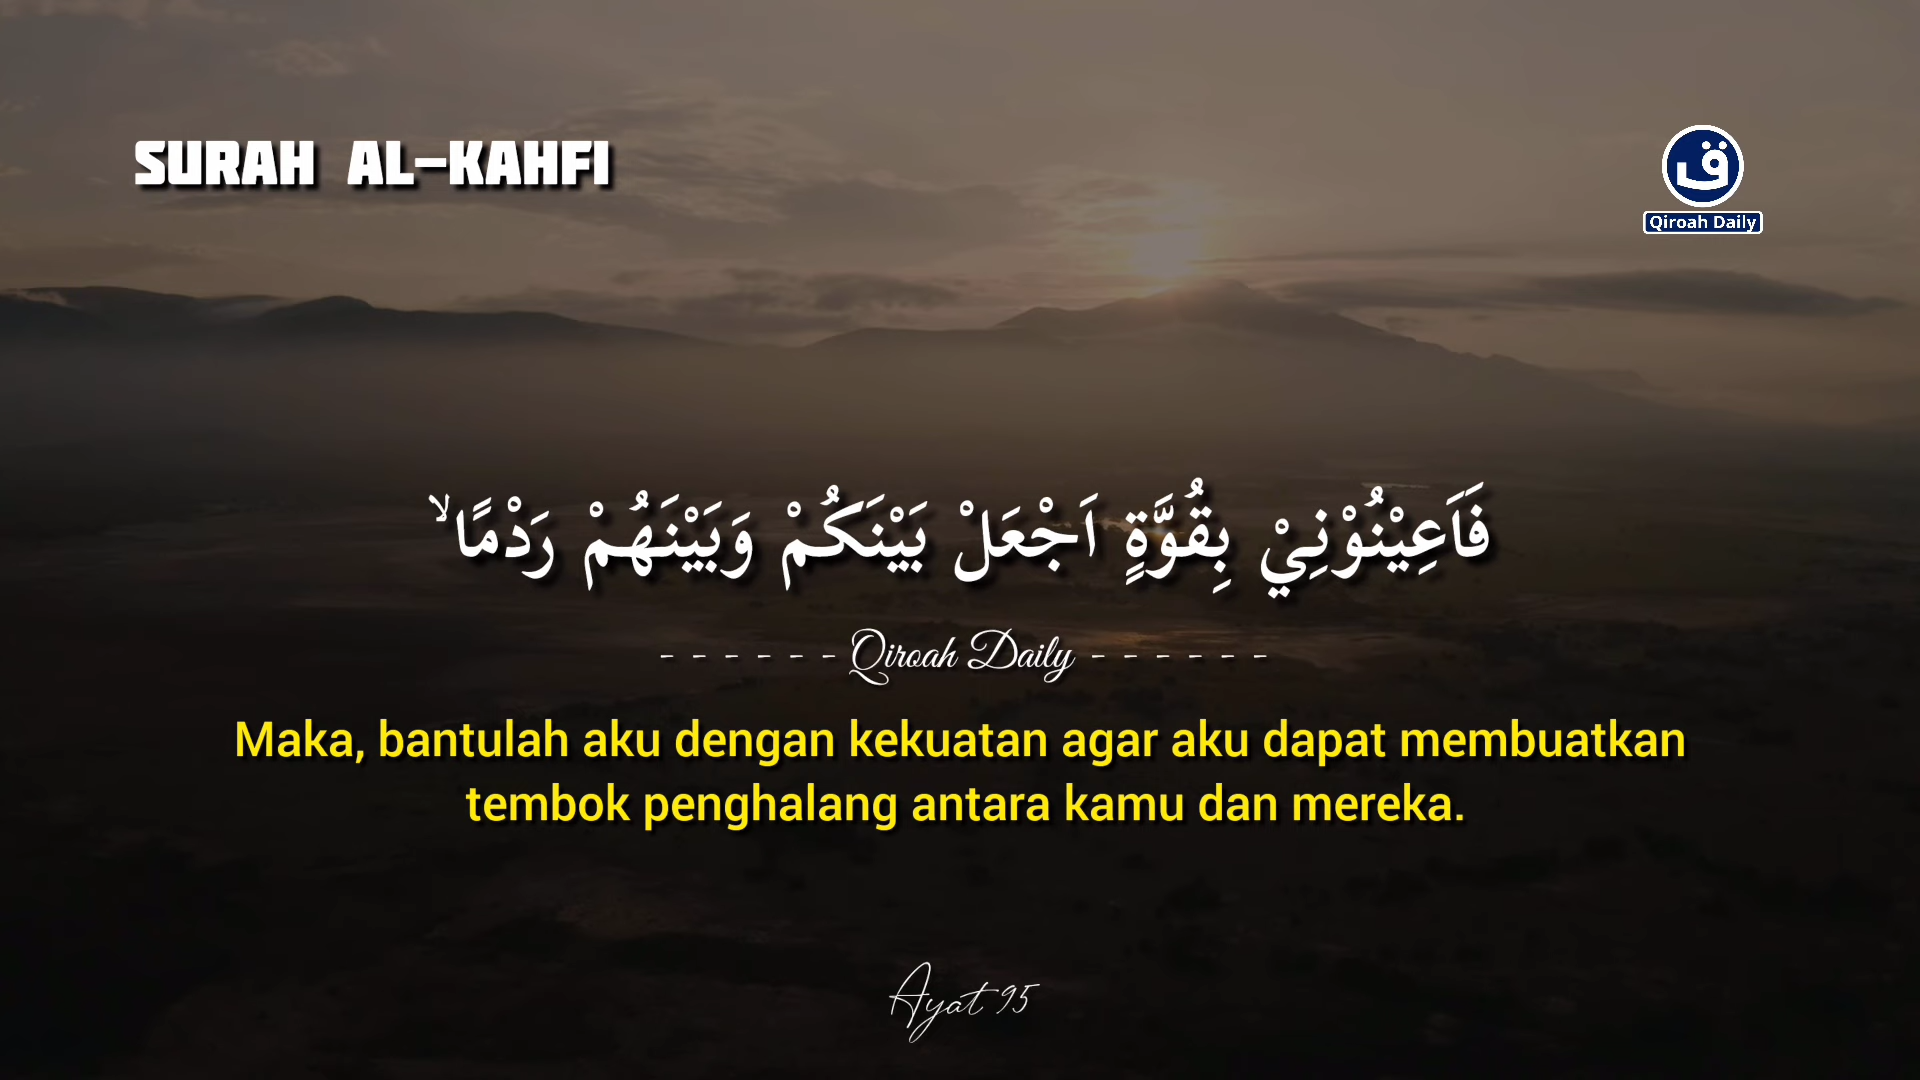 SURAH AL-KAHFI
ق
Qiroah Daily
فَاَعِيْنُوْنِيْ بِقُوَّةٍ اَجْعَلْ بَيْنَكُمْ وَبَيْنَهُمْ رَدْمًا ۙ
- - - - - - Qiroah Daily - - - - - -
Maka, bantulah aku dengan kekuatan agar aku dapat membuatkan
tembok penghalang antara kamu dan mereka.
Ayat 95